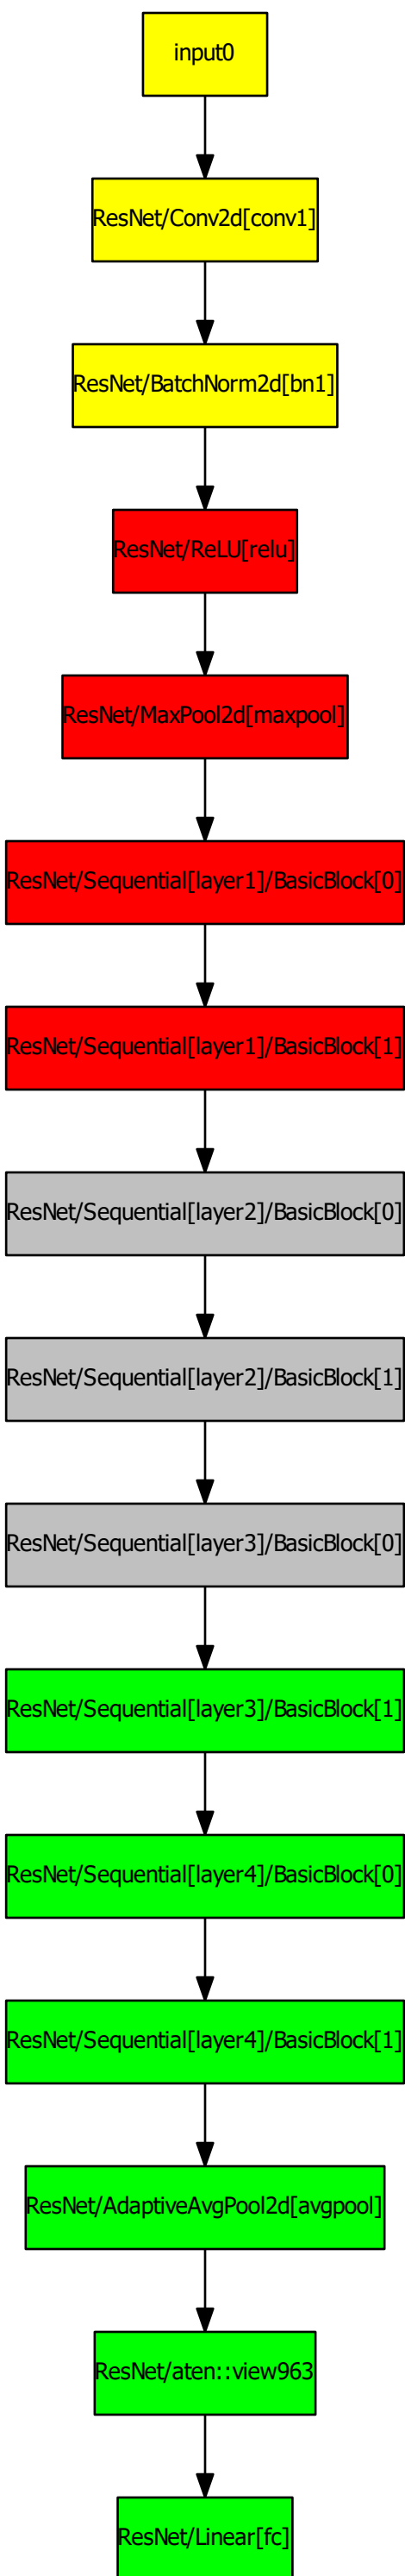 input0
ResNet/Conv2d[conv1]
ResNet/BatchNorm2d[bn1]
ResNet/ReLU[relu]
ResNet/MaxPool2d[maxpool]
ResNet/Sequential[layer1]/BasicBlock[0]
ResNet/Sequential[layer1]/BasicBlock[1]
ResNet/Sequential[layer2]/BasicBlock[0]
ResNet/Sequential[layer2]/BasicBlock[1]
ResNet/Sequential[layer3]/BasicBlock[0]
ResNet/Sequential[layer3]/BasicBlock[1]
ResNet/Sequential[layer4]/BasicBlock[0]
ResNet/Sequential[layer4]/BasicBlock[1]
ResNet/AdaptiveAvgPool2d[avgpool]
ResNet/aten::view963
ResNet/Linear[fc]